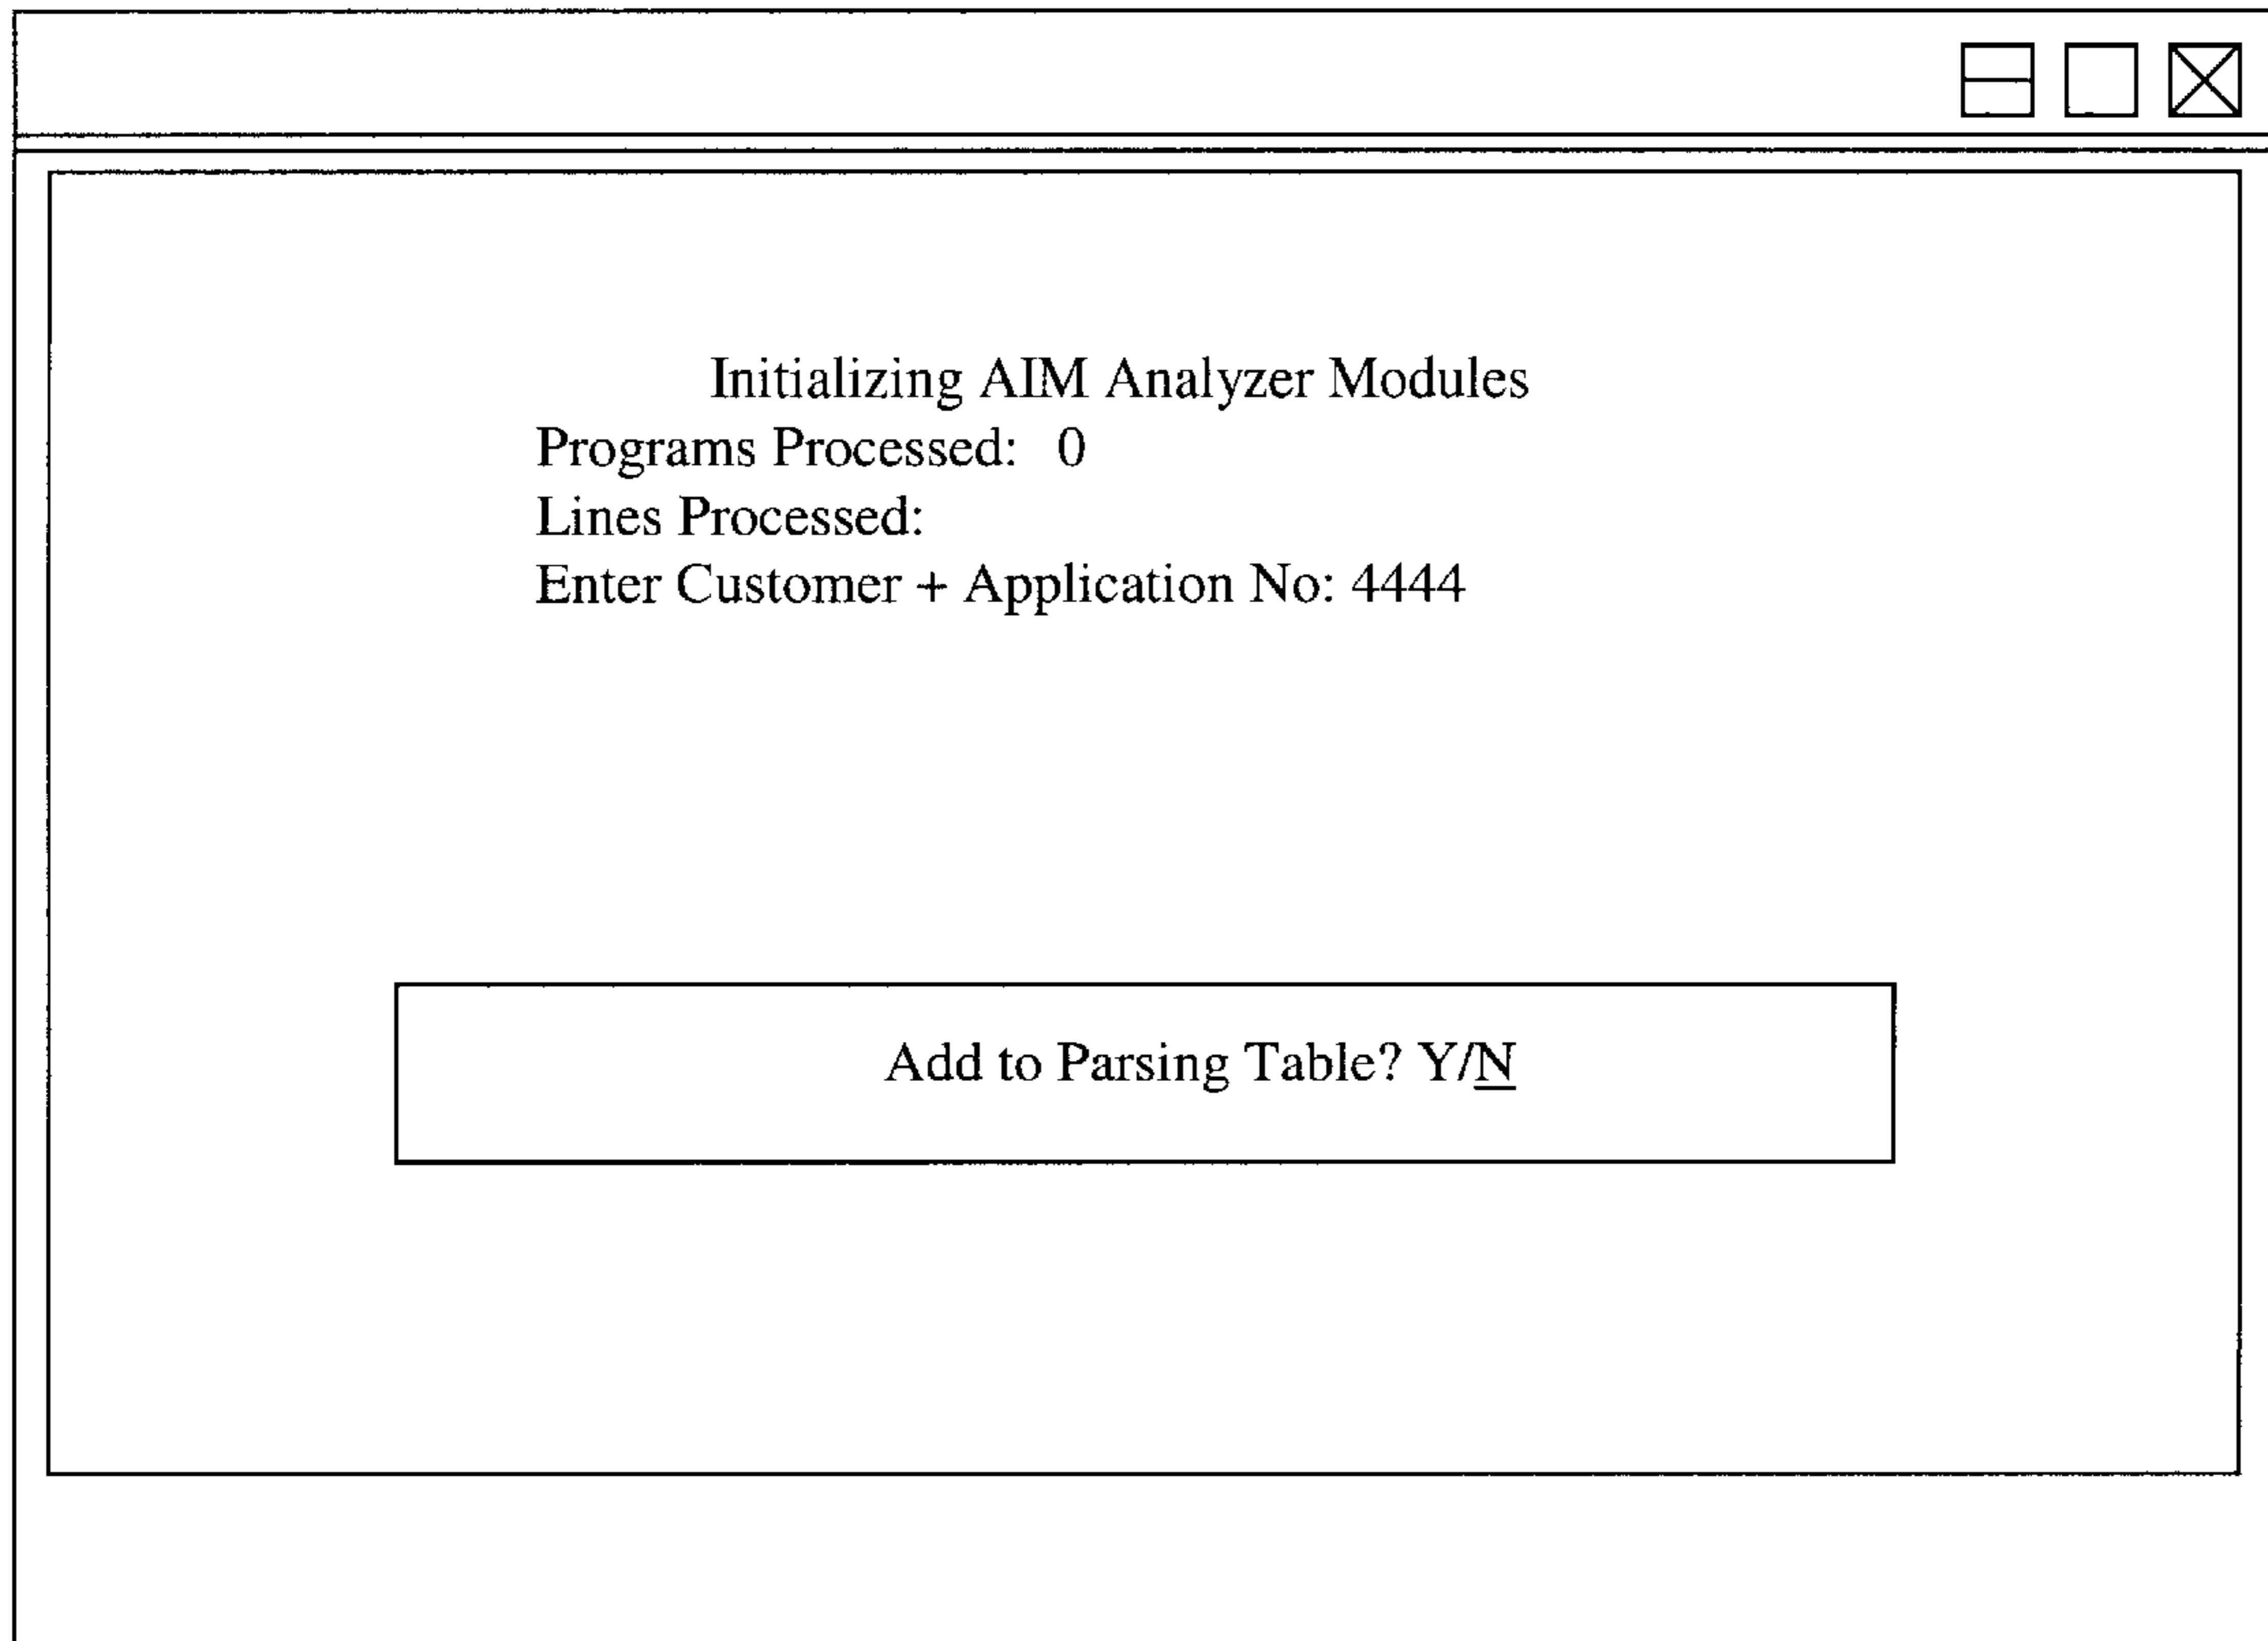 Initializing AIM Analyzer Modules
Programs Processed: 0
Lines Processed:
Enter Customer + Application No: 4444
Add to Parsing Table? Y/N